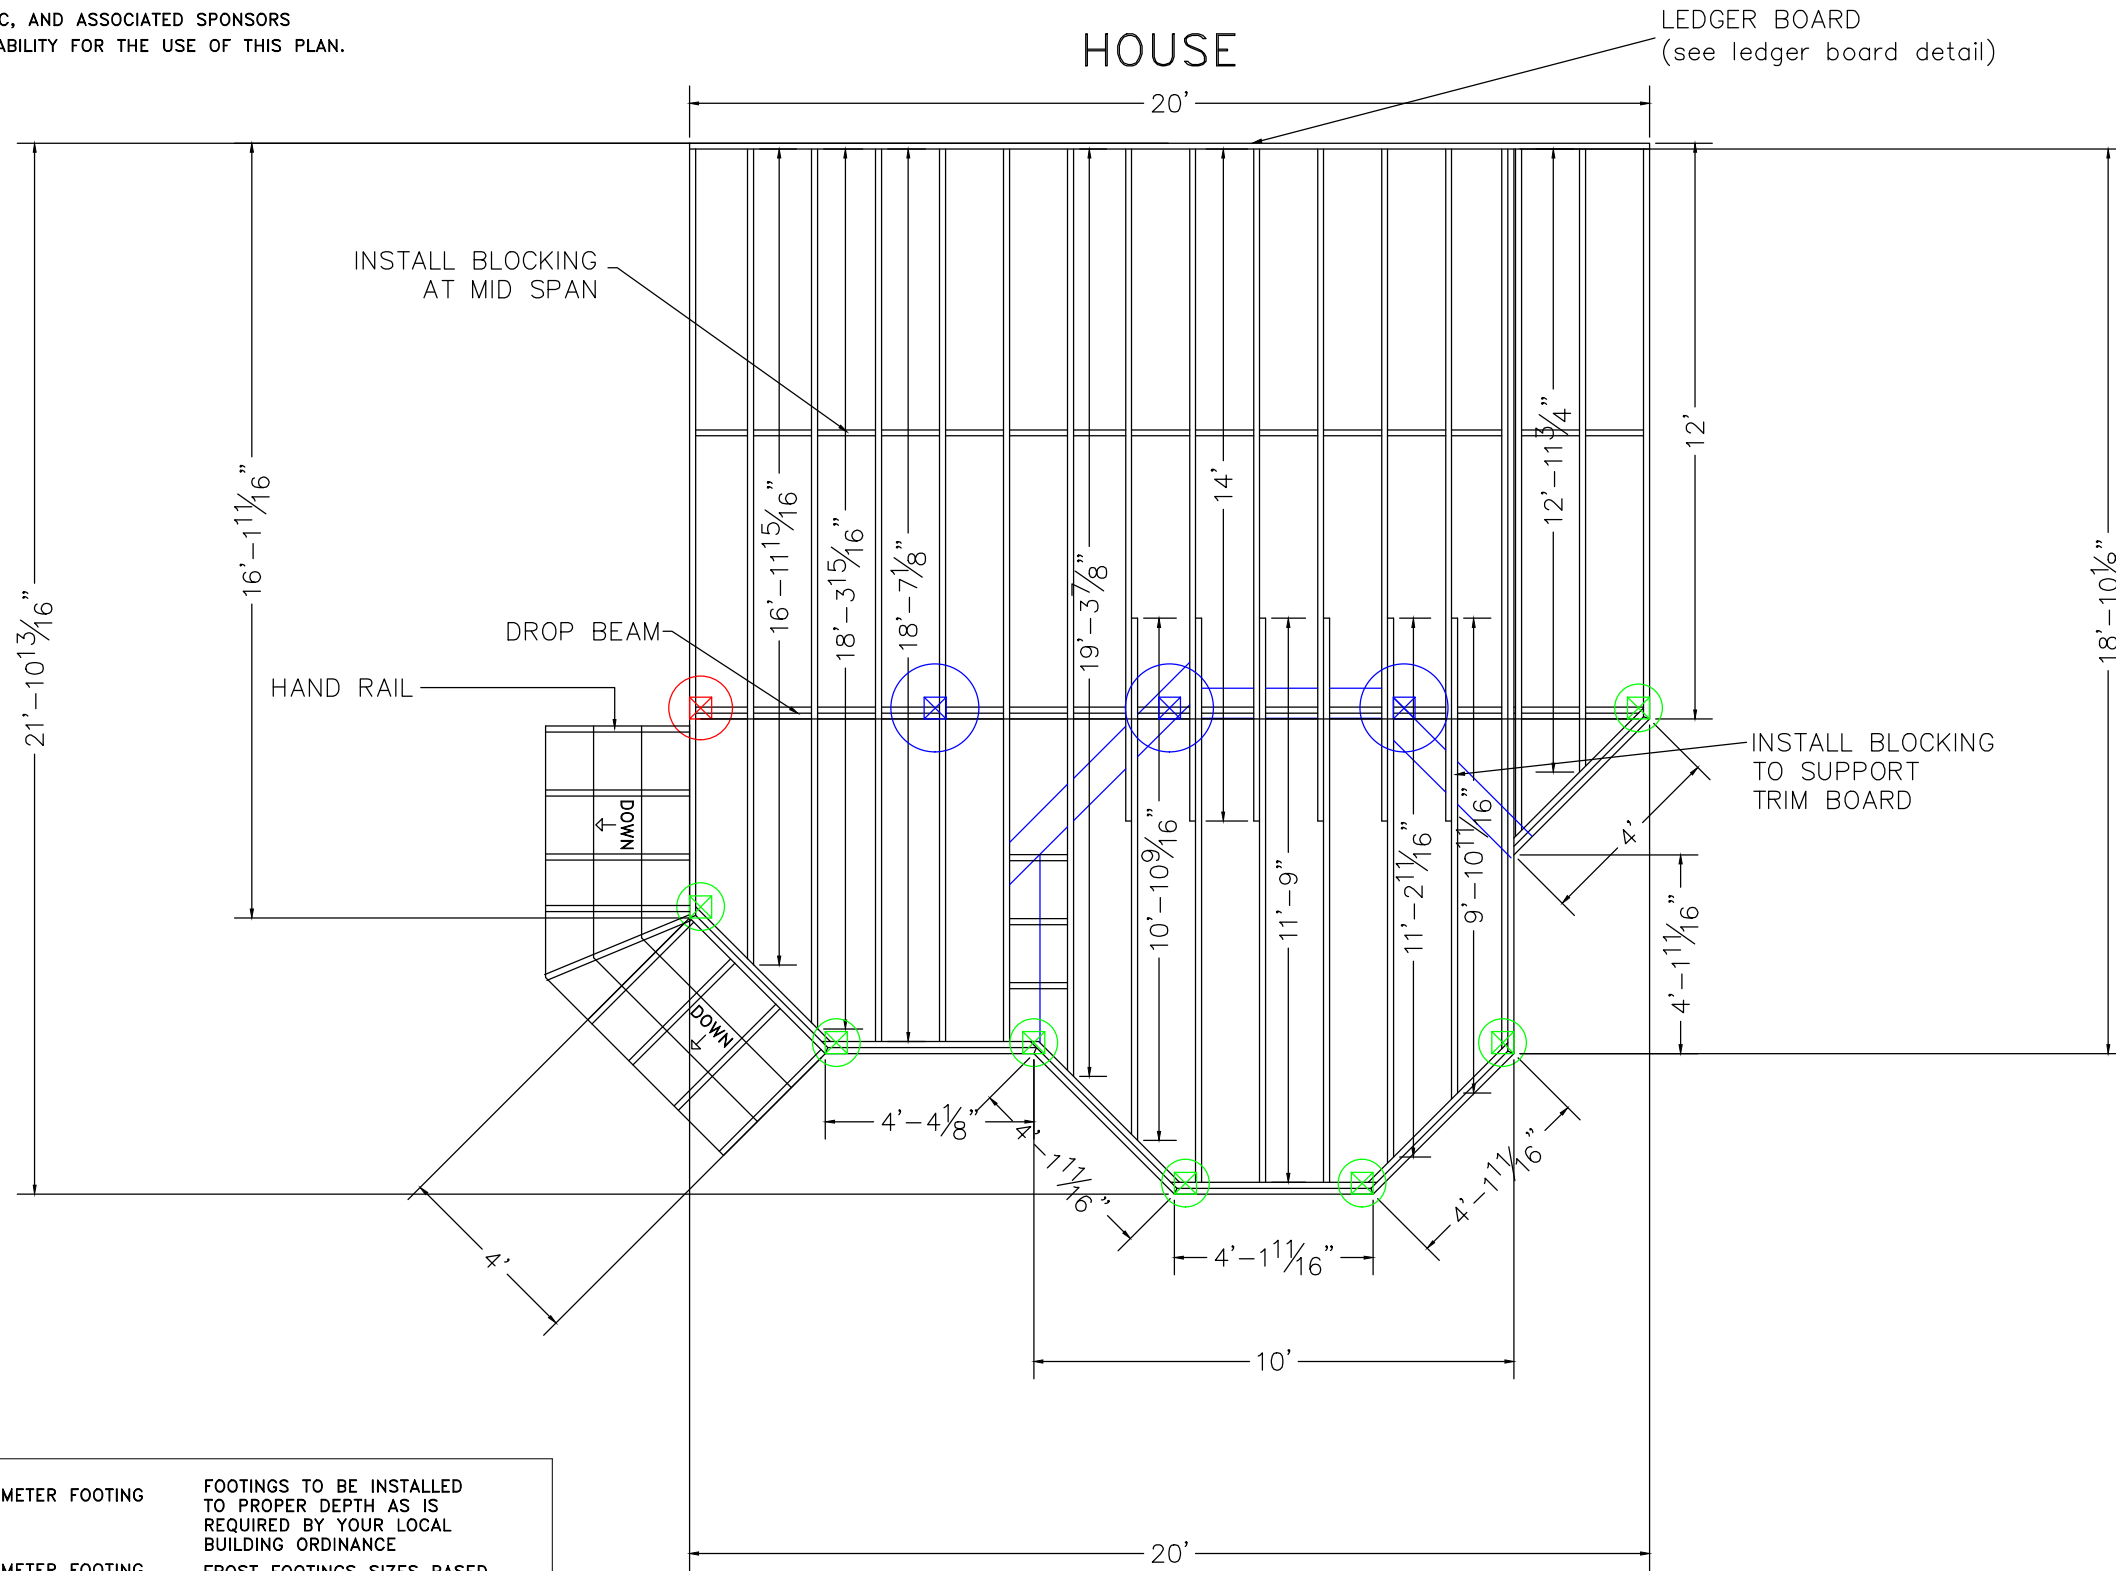 C, AND ASSOCIATED SPONSORS
ABILITY FOR THE USE OF THIS PLAN.
HOUSE
LEDGER BOARD
(see ledger board detail)
20'
INSTALL BLOCKING
AT MID SPAN
16'-1 11/16"
21'-10 13/16"
16'-11 15/16"
18'-3 15/16"
18'-7 1/8"
19'-3 7/8"
14'
12'-11 3/4"
12'
18'-10 1/8"
DROP BEAM
HAND RAIL
INSTALL BLOCKING
TO SUPPORT
TRIM BOARD
DOWN
DOWN
10'-10 9/16"
11'-9"
11'-2 11/16"
9'-10 11/16"
4'
4'-1 11/16"
4'-4 1/8"
4'-1 11/16"
4'-1 11/16"
4'-1 11/16"
4'
10'
20'
METER FOOTING
FOOTINGS TO BE INSTALLED
TO PROPER DEPTH AS IS
REQUIRED BY YOUR LOCAL
BUILDING ORDINANCE
METER FOOTING
FROST FOOTINGS SIZES BASED